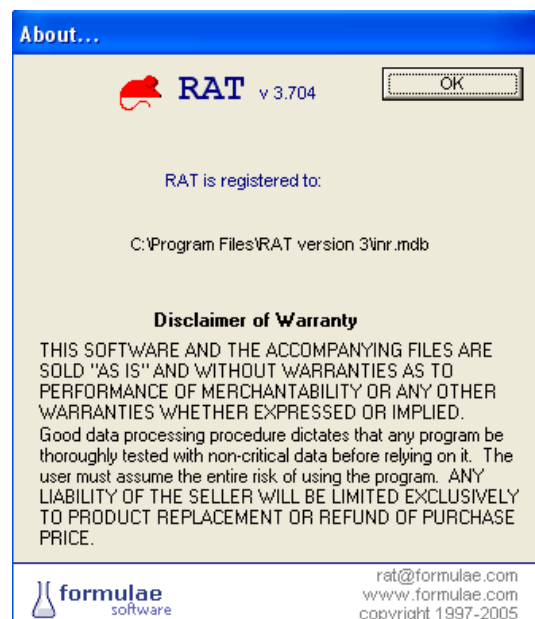 About...
RAT v 3.704
OK
RAT is registered to:
C:\Program Files\RAT version 3\inr.mdb
Disclaimer of Warranty
THIS SOFTWARE AND THE ACCOMPANYING FILES ARE
SOLD "AS IS" AND WITHOUT WARRANTIES AS TO
PERFORMANCE OF MERCHANTABILITY OR ANY OTHER
WARRANTIES WHETHER EXPRESSED OR IMPLIED.
Good data processing procedure dictates that any program be
thoroughly tested with non-critical data before relying on it. The
user must assume the entire risk of using the program. ANY
LIABILITY OF THE SELLER WILL BE LIMITED EXCLUSIVELY
TO PRODUCT REPLACEMENT OR REFUND OF PURCHASE
PRICE.
formulae
software
rat@formulae.com
www.formulae.com
copyright 1997-2005